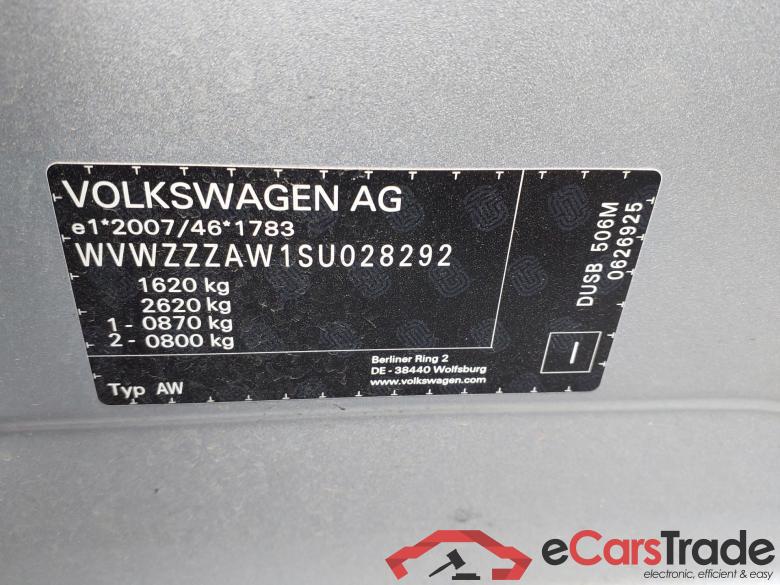 VOLKSWAGEN AG
e1*2007/46*1783
WVWZZZAW1SU028292
1620 kg
2620 kg
1 - 0870 kg
2 - 0800 kg
Typ AW
Berliner Ring 2
DE - 38440 Wolfsburg
www.volkswagen.com
DUSB 506M
0626925
I
eCarsTrade
electronic, efficient & easy